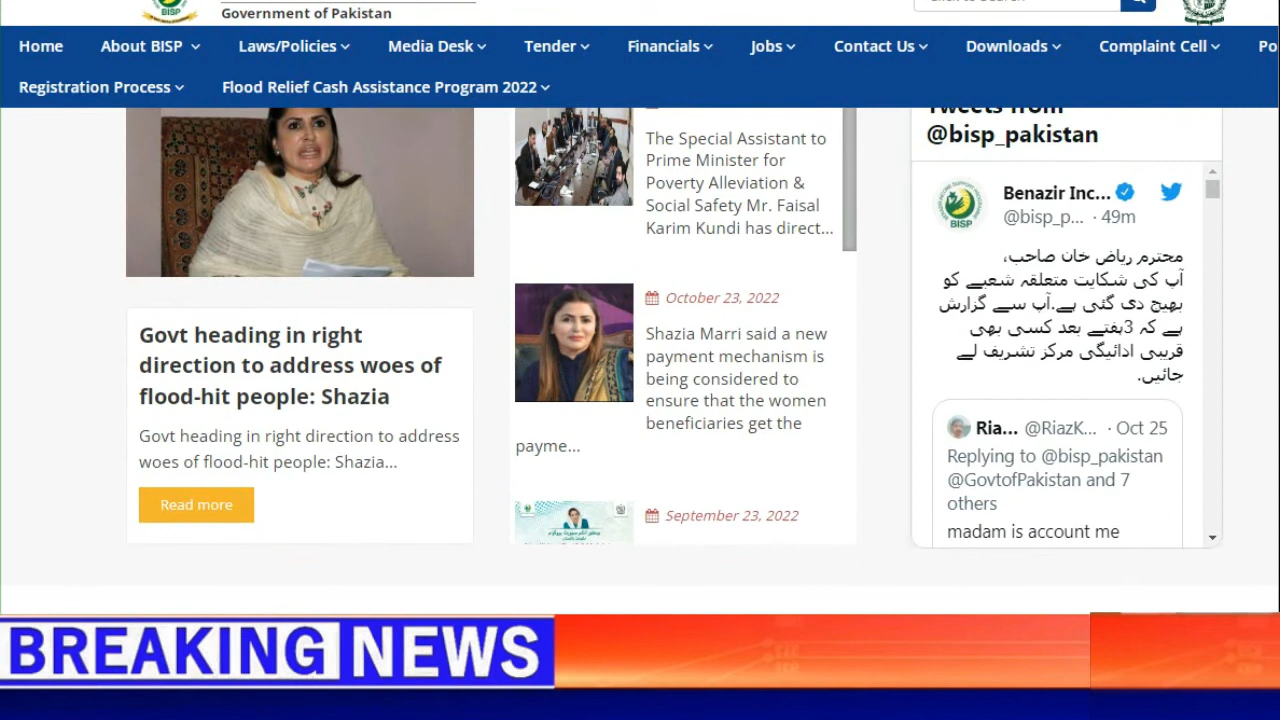 BISP
Government of Pakistan
Click to Search
Home
About BISP
Laws/Policies
Media Desk
Tender
Financials
Jobs
Contact Us
Downloads
Complaint Cell
Po
Registration Process
Flood Relief Cash Assistance Program 2022
Govt heading in right
direction to address woes of
flood-hit people: Shazia
Govt heading in right direction to address
woes of flood-hit people: Shazia...
Read more
The Special Assistant to
Prime Minister for
Poverty Alleviation &
Social Safety Mr. Faisal
Karim Kundi has direct...
October 23, 2022
Shazia Marri said a new
payment mechanism is
being considered to
ensure that the women
beneficiaries get the
payme...
September 23, 2022
Tweets from
@bisp_pakistan
BISP
Benazir Inc...
@bisp_p... · 49m
محترم ریاض خان صاحب،
آپ کی شکایت متعلقہ شعبے کو
بھیج دی گئی ہے.آپ سے گزارش
ہے کہ 3ہفتے بعد کسی بھی
قریبی ادائیگی مرکز تشریف لے
جائیں.
Ria... @RiazK... · Oct 25
Replying to @bisp_pakistan
@GovtofPakistan and 7
others
madam is account me
BREAKING NEWS